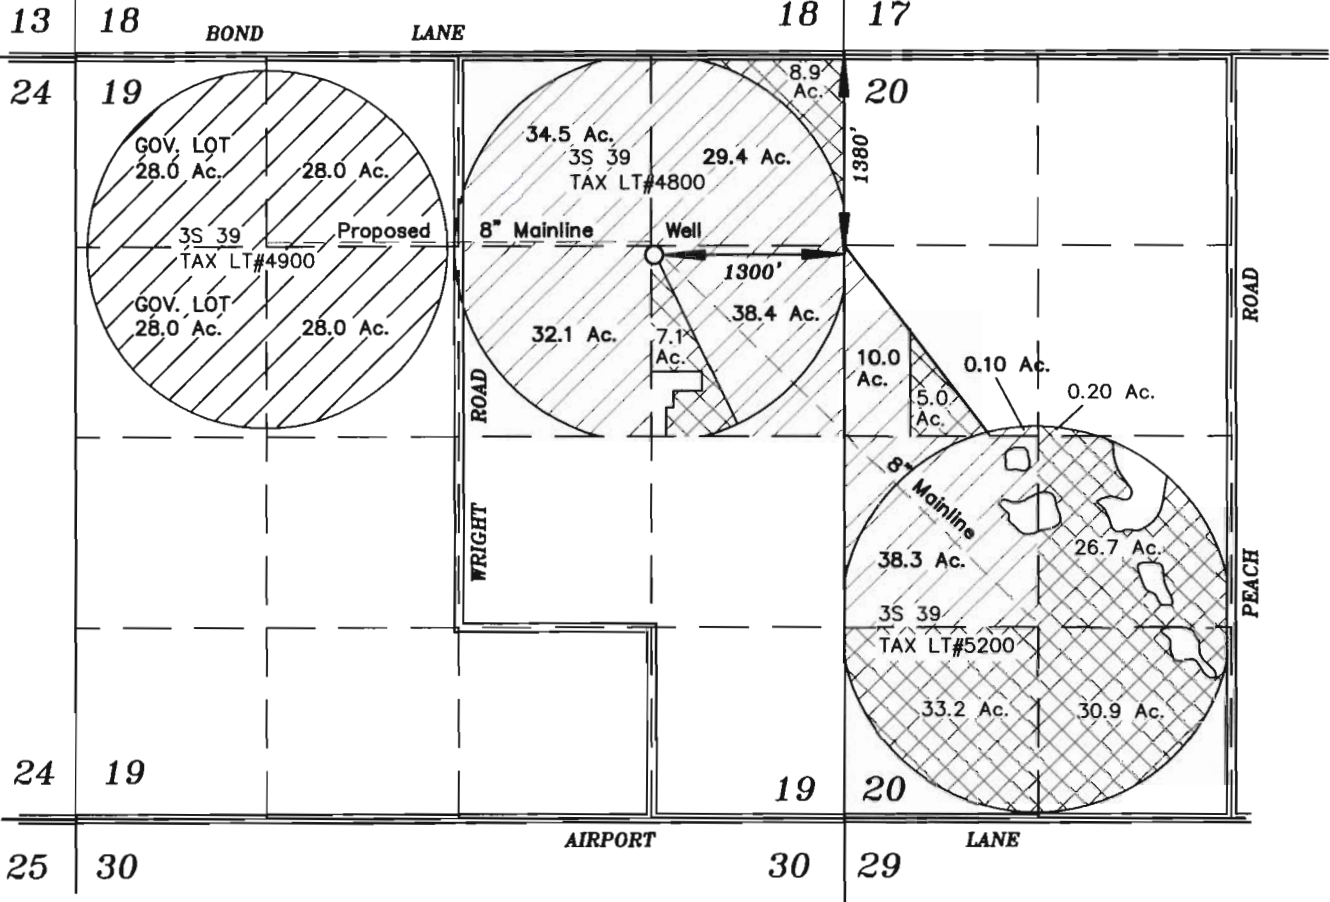 13 18
BOND LANE
18 17
24 19
8.9
Ac.
20
GOV. LOT
28.0 Ac.
28.0 Ac.
34.5 Ac.
3S 39
TAX LT#4800
29.4 Ac.
1380'
3S 39
TAX LT#4900
Proposed 8" Mainline
Well
1300'
GOV. LOT
28.0 Ac.
28.0 Ac.
32.1 Ac.
7.1
Ac.
38.4 Ac.
10.0
Ac.
5.0
Ac.
0.10 Ac.
0.20 Ac.
ROAD
WRIGHT
ROAD
PEACH
8" Mainline
38.3 Ac.
26.7 Ac.
3S 39
TAX LT#5200
33.2 Ac.
30.9 Ac.
24 19
19 20
AIRPORT LANE
25 30
30 29